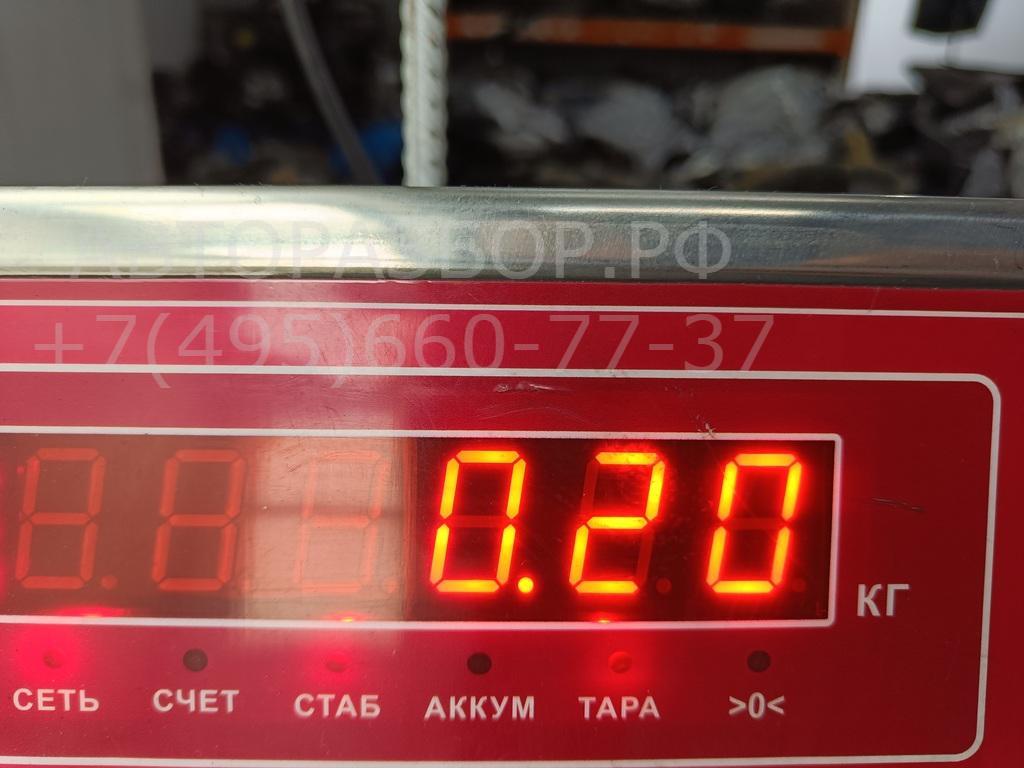 АВТОРАЗБОР.РФ
+7(495)660-77-37
0.20
КГ
СЕТЬ СЧЕТ СТАБ АККУМ ТАРА >0<